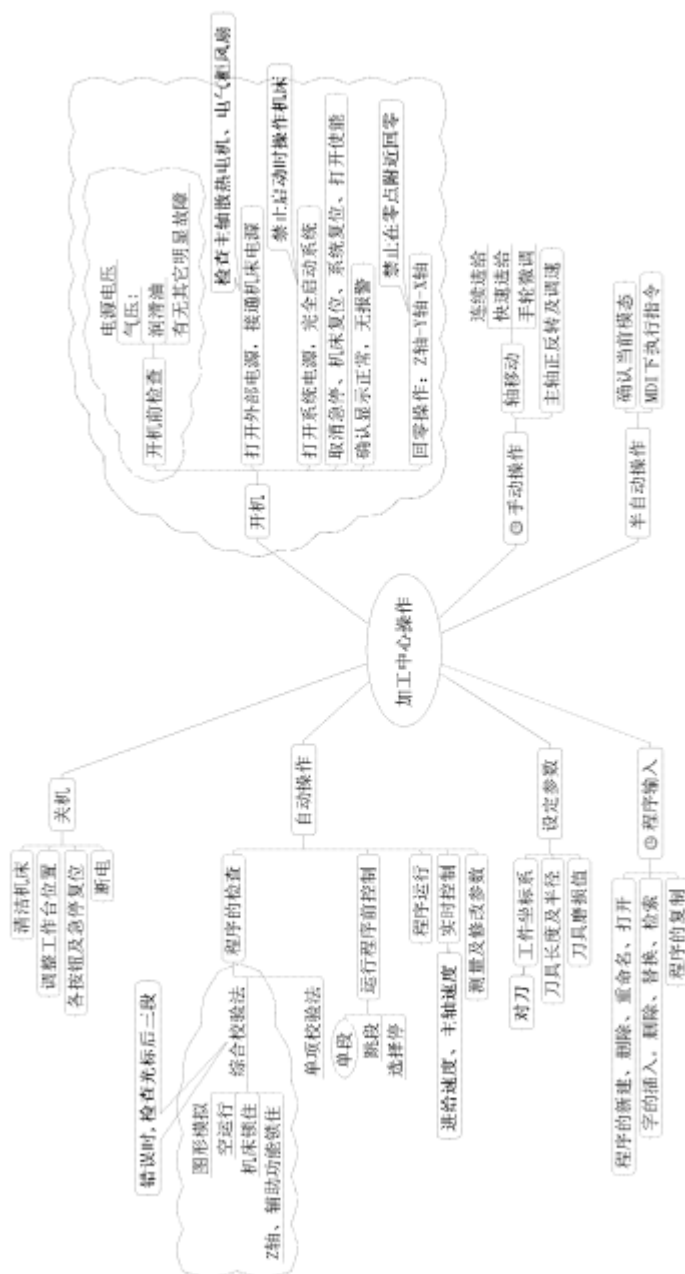 加工中心操作
开机
开机前检查
电源电压
气压:
润滑油
有无其它明显故障
打开外部电源,接通机床电源
检查主轴散热电机、电气柜风扇
打开系统电源,完全启动系统
禁止启动时操作机床
取消急停、机床复位、系统复位、打开使能
确认显示正常,无报警
回零操作:Z轴-Y轴-X轴
禁止在零点附近回零
手动操作
轴移动
连续进给
快速进给
手轮微调
主轴正反转及调速
半自动操作
确认当前模态
MDI下执行指令
关机
清洁机床
调整工作台位置
各按钮及急停复位
断电
自动操作
程序的检查
综合校验法
错误时,检查光标后二段
图形模拟
空运行
机床锁住
Z轴、辅助功能锁住
单项校验法
运行程序前控制
单段
跳段
选择停
程序运行
实时控制
进给速度、主轴速度
测量及修改参数
设定参数
工件坐标系
对刀
刀具长度及半径
刀具磨损值
程序输入
程序的新建、删除、重命名、打开
字的插入。删除、替换、检索
程序的复制